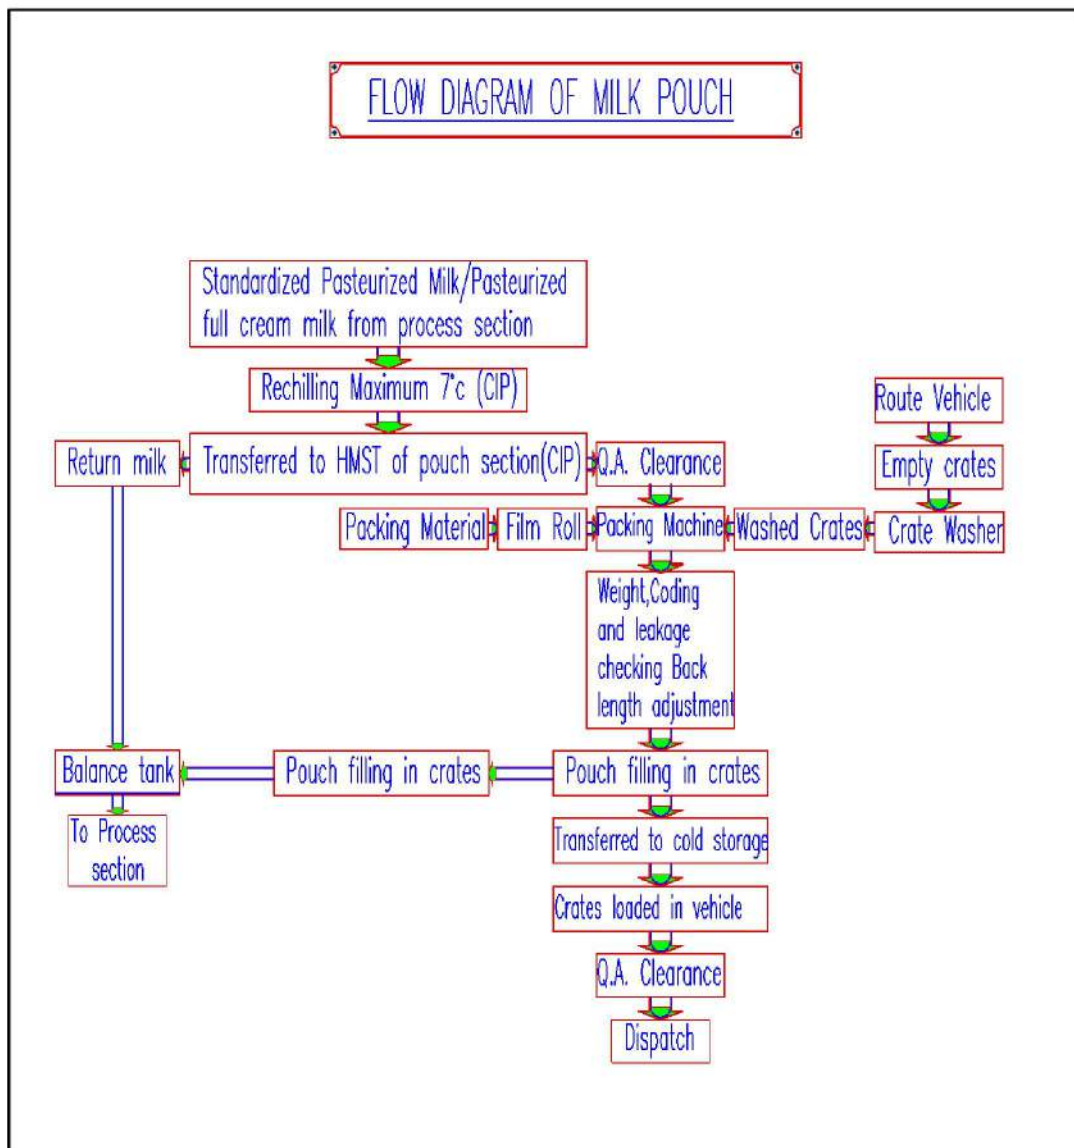 FLOW DIAGRAM OF MILK POUCH
Standardized Pasteurized Milk/Pasteurized
full cream milk from process section
Rechilling Maximum 7°c (CIP)
Route Vehicle
Return milk
Transferred to HMST of pouch section(CIP)
Q.A. Clearance
Empty crates
Packing Material
Film Roll
Packing Machine
Washed Crates
Crate Washer
Weight,Coding
and leakage
checking Back
length adjustment
Balance tank
Pouch filling in crates
Pouch filling in crates
To Process
section
Transferred to cold storage
Crates loaded in vehicle
Q.A. Clearance
Dispatch